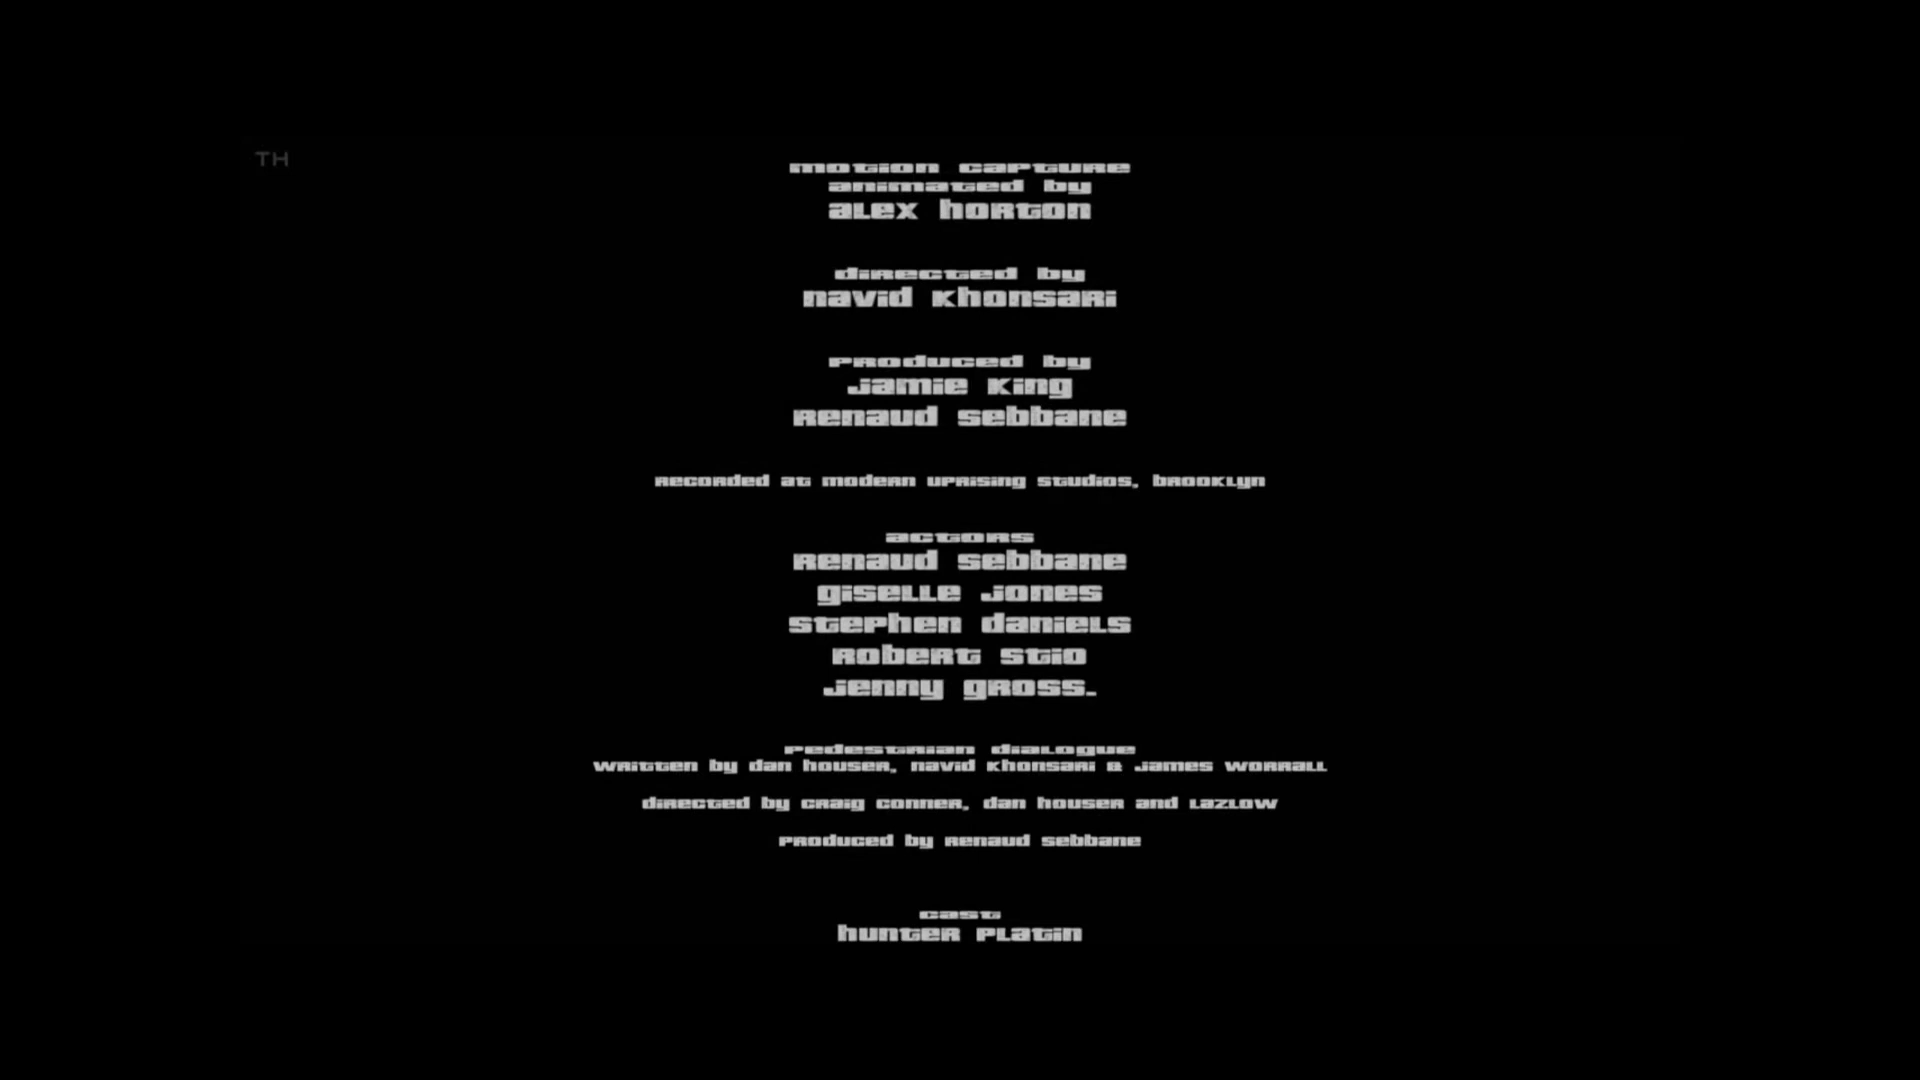 TH
motion capture
animated by
alex horton
directed by
navid khonsari
produced by
jamie king
renaud sebbane
recorded at modern uprising studios, brooklyn
actors
renaud sebbane
giselle jones
stephen daniels
robert stio
jenny gross.
pedestrian dialogue
written by dan houser, navid khonsari & james worrall
directed by craig conner, dan houser and lazlow
produced by renaud sebbane
cast
hunter platin